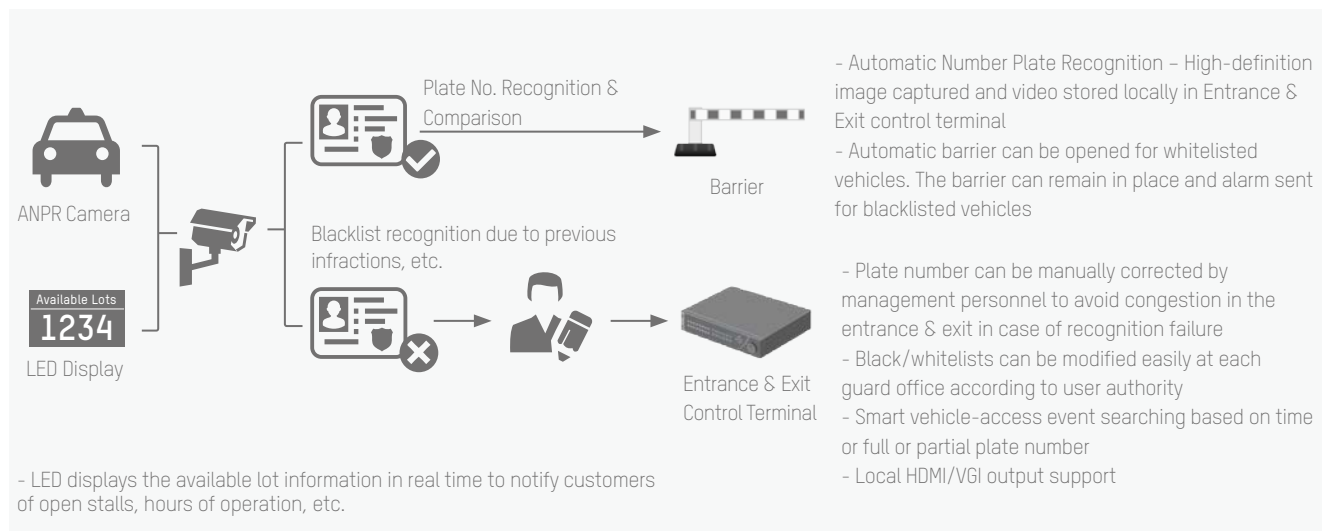 ANPR Camera
Available Lots
1234
LED Display
Plate No. Recognition &
Comparison
Barrier
Blacklist recognition due to previous
infractions, etc.
Entrance & Exit
Control Terminal
- LED displays the available lot information in real time to notify customers
of open stalls, hours of operation, etc.
- Automatic Number Plate Recognition – High-definition
image captured and video stored locally in Entrance &
Exit control terminal
- Automatic barrier can be opened for whitelisted
vehicles. The barrier can remain in place and alarm sent
for blacklisted vehicles
- Plate number can be manually corrected by
management personnel to avoid congestion in the
entrance & exit in case of recognition failure
- Black/whitelists can be modified easily at each
guard office according to user authority
- Smart vehicle-access event searching based on time
or full or partial plate number
- Local HDMI/VGI output support